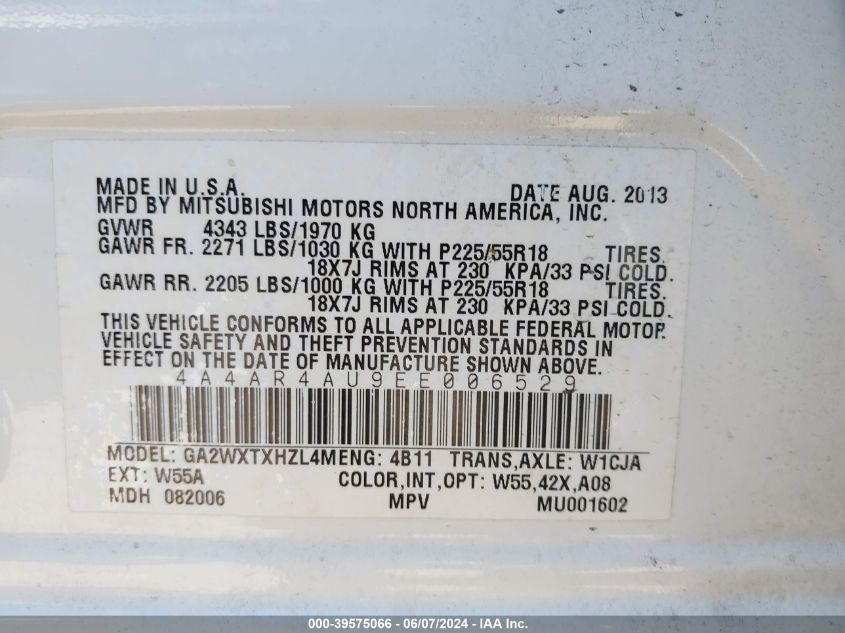 MADE IN U.S.A. DATE AUG. 2013
MFD BY MITSUBISHI MOTORS NORTH AMERICA, INC.
GVWR 4343 LBS/1970 KG
GAWR FR. 2271 LBS/1030 KG WITH P225/55R18 TIRES.
18X7J RIMS AT 230 KPA/33 PSI COLD.
GAWR RR. 2205 LBS/1000 KG WITH P225/55R18 TIRES.
18X7J RIMS AT 230 KPA/33 PSI COLD.
THIS VEHICLE CONFORMS TO ALL APPLICABLE FEDERAL MOTOR
VEHICLE SAFETY AND THEFT PREVENTION STANDARDS IN
EFFECT ON THE DATE OF MANUFACTURE SHOWN ABOVE.
4A4AR4AU9EE006529
MODEL: GA2WXTXHZL4MENG: 4B11 TRANS,AXLE: W1CJA
EXT: W55A COLOR,INT,OPT: W55,42X,A08
MDH 082006 MPV MU001602
000-39575066 - 06/07/2024 - IAA Inc.